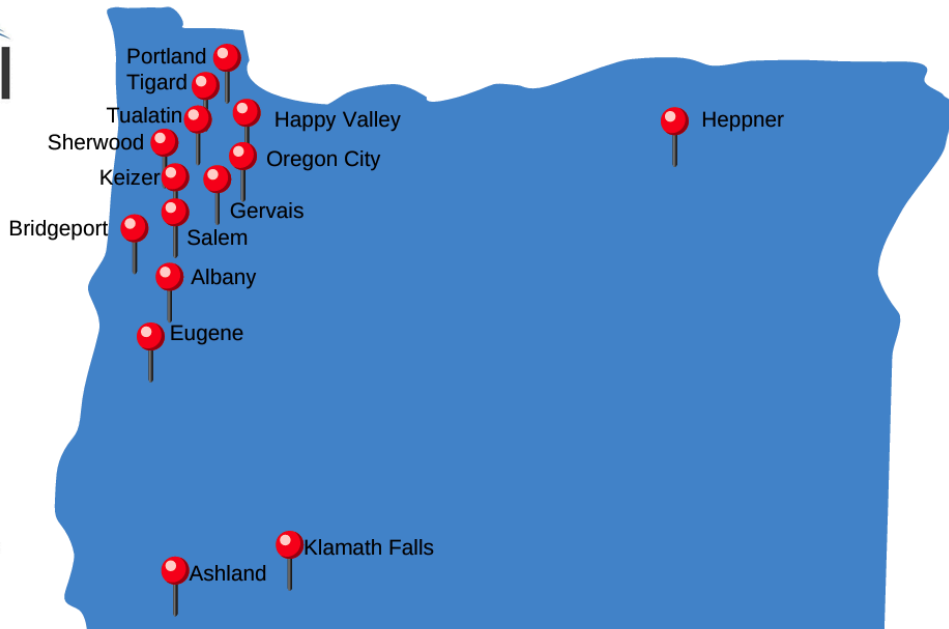 Portland
Tigard
Tualatin
Happy Valley
Heppner
Sherwood
Oregon City
Keizer
Gervais
Bridgeport
Salem
Albany
Eugene
Klamath Falls
Ashland